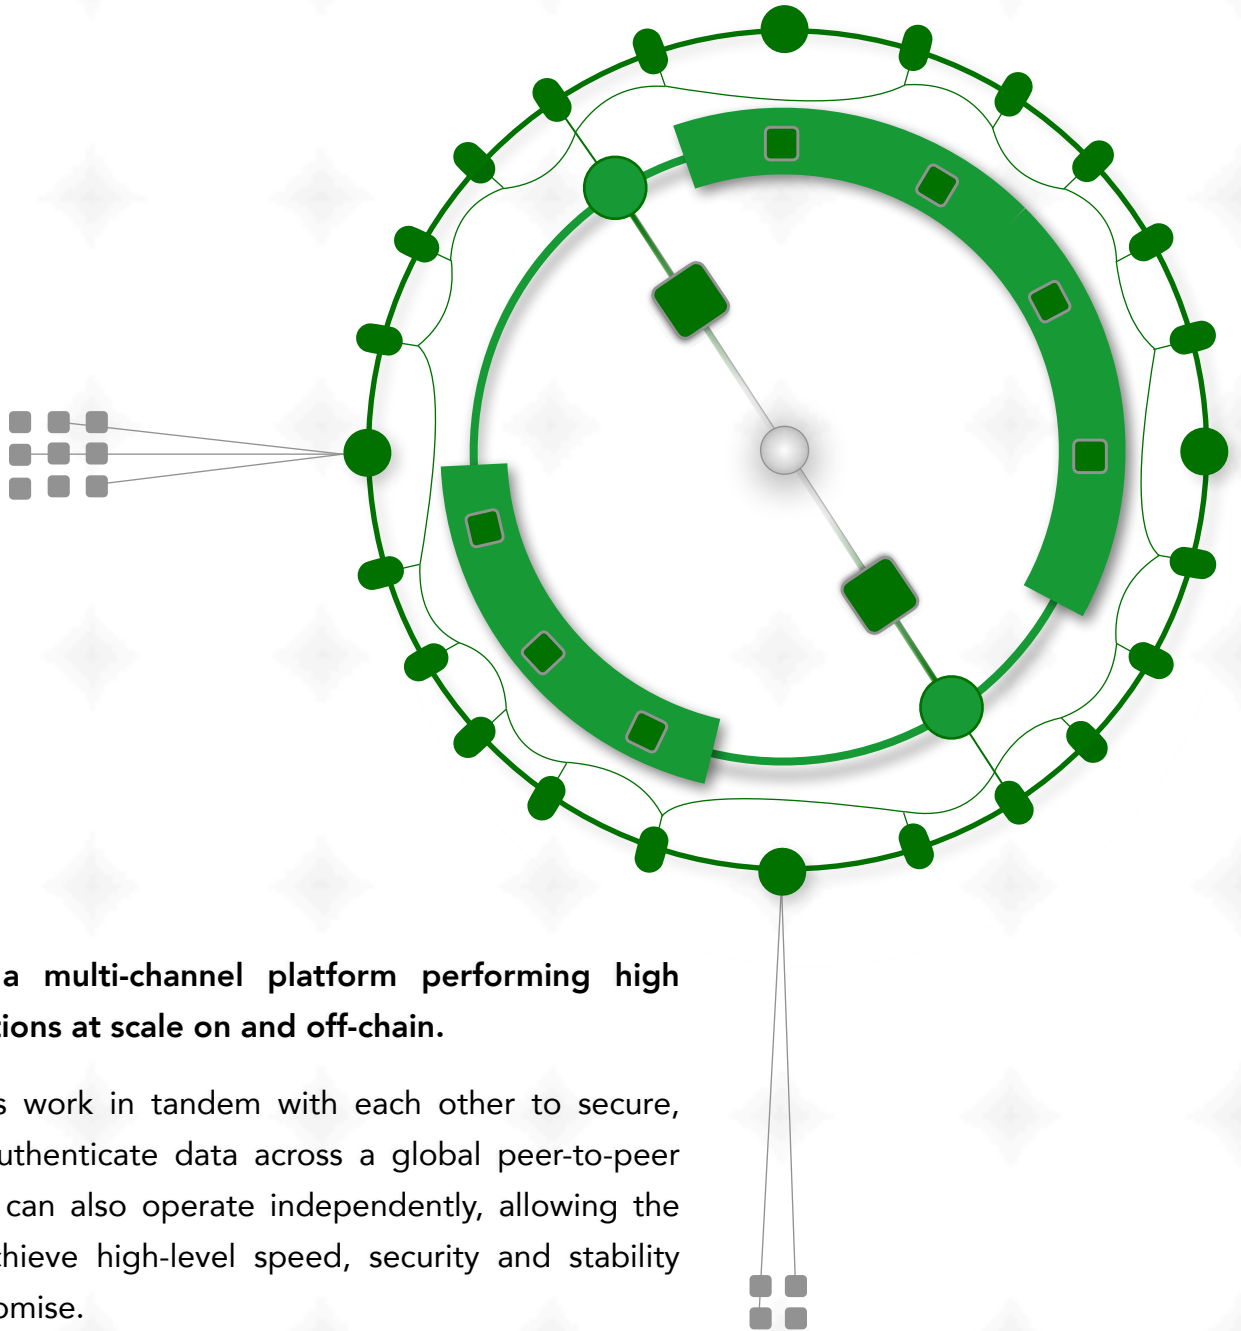 a multi-channel platform performing high
tions at scale on and off-chain.
s work in tandem with each other to secure,
uthenticate data across a global peer-to-peer
can also operate independently, allowing the
chieve high-level speed, security and stability
omise.